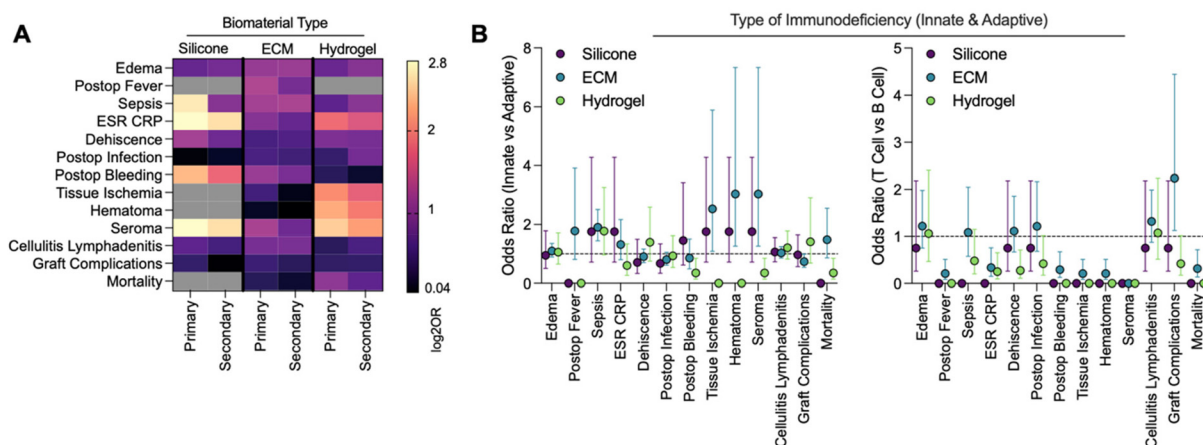 A
Biomaterial Type
Silicone ECM Hydrogel
Edema
Postop Fever
Sepsis
ESR CRP
Dehiscence
Postop Infection
Postop Bleeding
Tissue Ischemia
Hematoma
Seroma
Cellulitis Lymphadenitis
Graft Complications
Mortality
Primary
Secondary
Primary
Secondary
Primary
Secondary
2.8
2
1
0.04
log2OR
B
Type of Immunodeficiency (Innate & Adaptive)
Odds Ratio (Innate vs Adaptive)
8
6
4
2
0
Silicone
ECM
Hydrogel
Edema
Postop Fever
Sepsis
ESR CRP
Dehiscence
Postop Infection
Postop Bleeding
Tissue Ischemia
Hematoma
Seroma
Cellulitis Lymphadenitis
Graft Complications
Mortality
Odds Ratio (T Cell vs B Cell)
5
4
3
2
1
0
Silicone
ECM
Hydrogel
Edema
Postop Fever
Sepsis
ESR CRP
Dehiscence
Postop Infection
Postop Bleeding
Tissue Ischemia
Hematoma
Seroma
Cellulitis Lymphadenitis
Graft Complications
Mortality